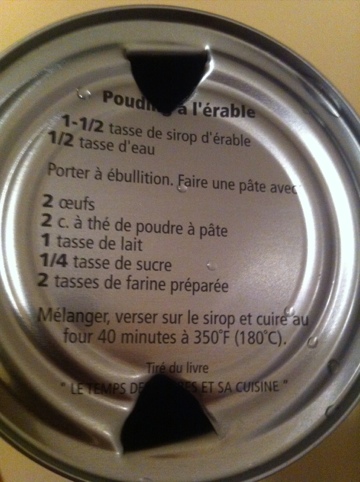 Pouding à l'érable
1-1/2 tasse de sirop d'érable
1/2 tasse d'eau
Porter à ébullition. Faire une pâte avec
2 œufs
2 c. à thé de poudre à pâte
1 tasse de lait
1/4 tasse de sucre
2 tasses de farine préparée
Mélanger, verser sur le sirop et cuire au
four 40 minutes à 350°F (180°C).
Tiré du livre
" LE TEMPS ET SA CUISINE "